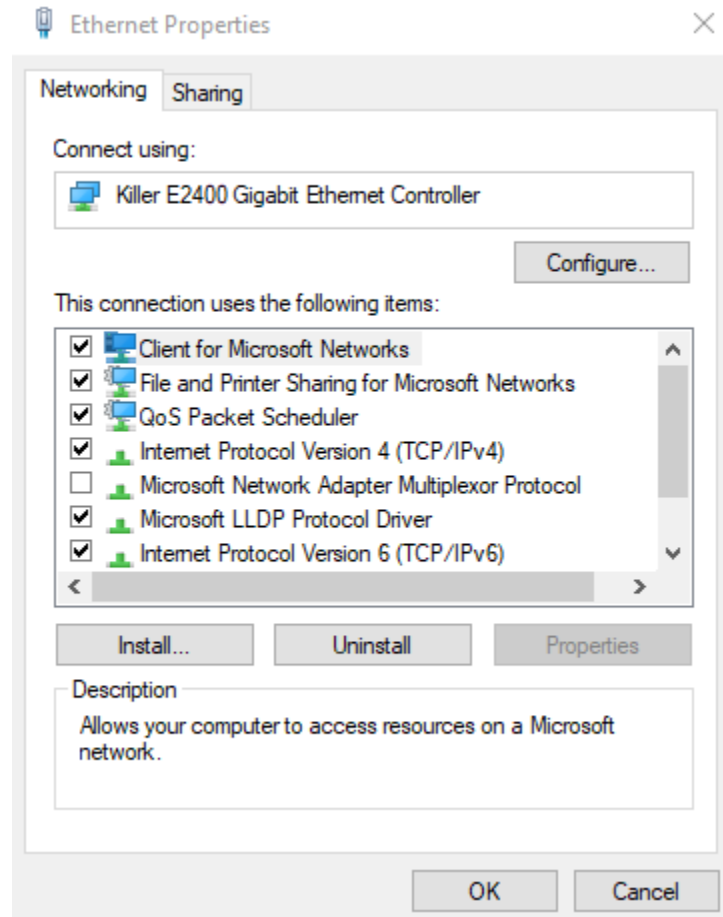 Ethernet Properties
Networking Sharing
Connect using:
Killer E2400 Gigabit Ethernet Controller
Configure...
This connection uses the following items:
Client for Microsoft Networks
File and Printer Sharing for Microsoft Networks
QoS Packet Scheduler
Internet Protocol Version 4 (TCP/IPv4)
Microsoft Network Adapter Multiplexor Protocol
Microsoft LLDP Protocol Driver
Internet Protocol Version 6 (TCP/IPv6)
Install... Uninstall Properties
Description
Allows your computer to access resources on a Microsoft
network.
OK Cancel